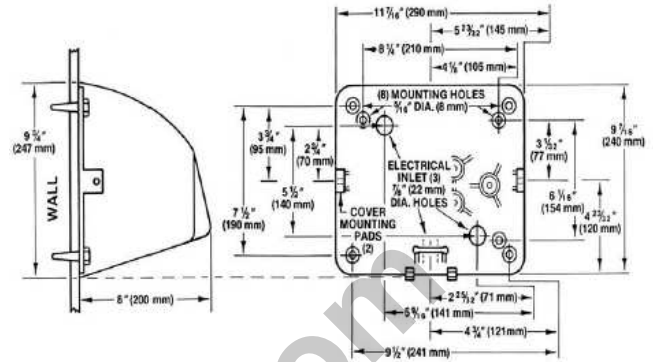 11 7/16" (290 mm)
5 23/32" (145 mm)
8 1/4" (210 mm)
4 1/8" (105 mm)
(8) MOUNTING HOLES
5/16" DIA. (8 mm)
9 3/4"
(247 mm)
WALL
8" (200 mm)
3 3/4"
(95 mm)
2 3/4"
(70 mm)
5 1/2"
(140 mm)
7 1/2"
(190 mm)
ELECTRICAL
INLET (3)
7/8" (22 mm)
DIA. HOLES
COVER
MOUNTING
PADS
(2)
3 1/32"
(77 mm)
9 7/16"
(240 mm)
6 1/16"
(154 mm)
4 23/32"
(120 mm)
2 25/32" (71 mm)
5 9/16" (141 mm)
4 3/4" (121mm)
9 1/2" (241 mm)
com